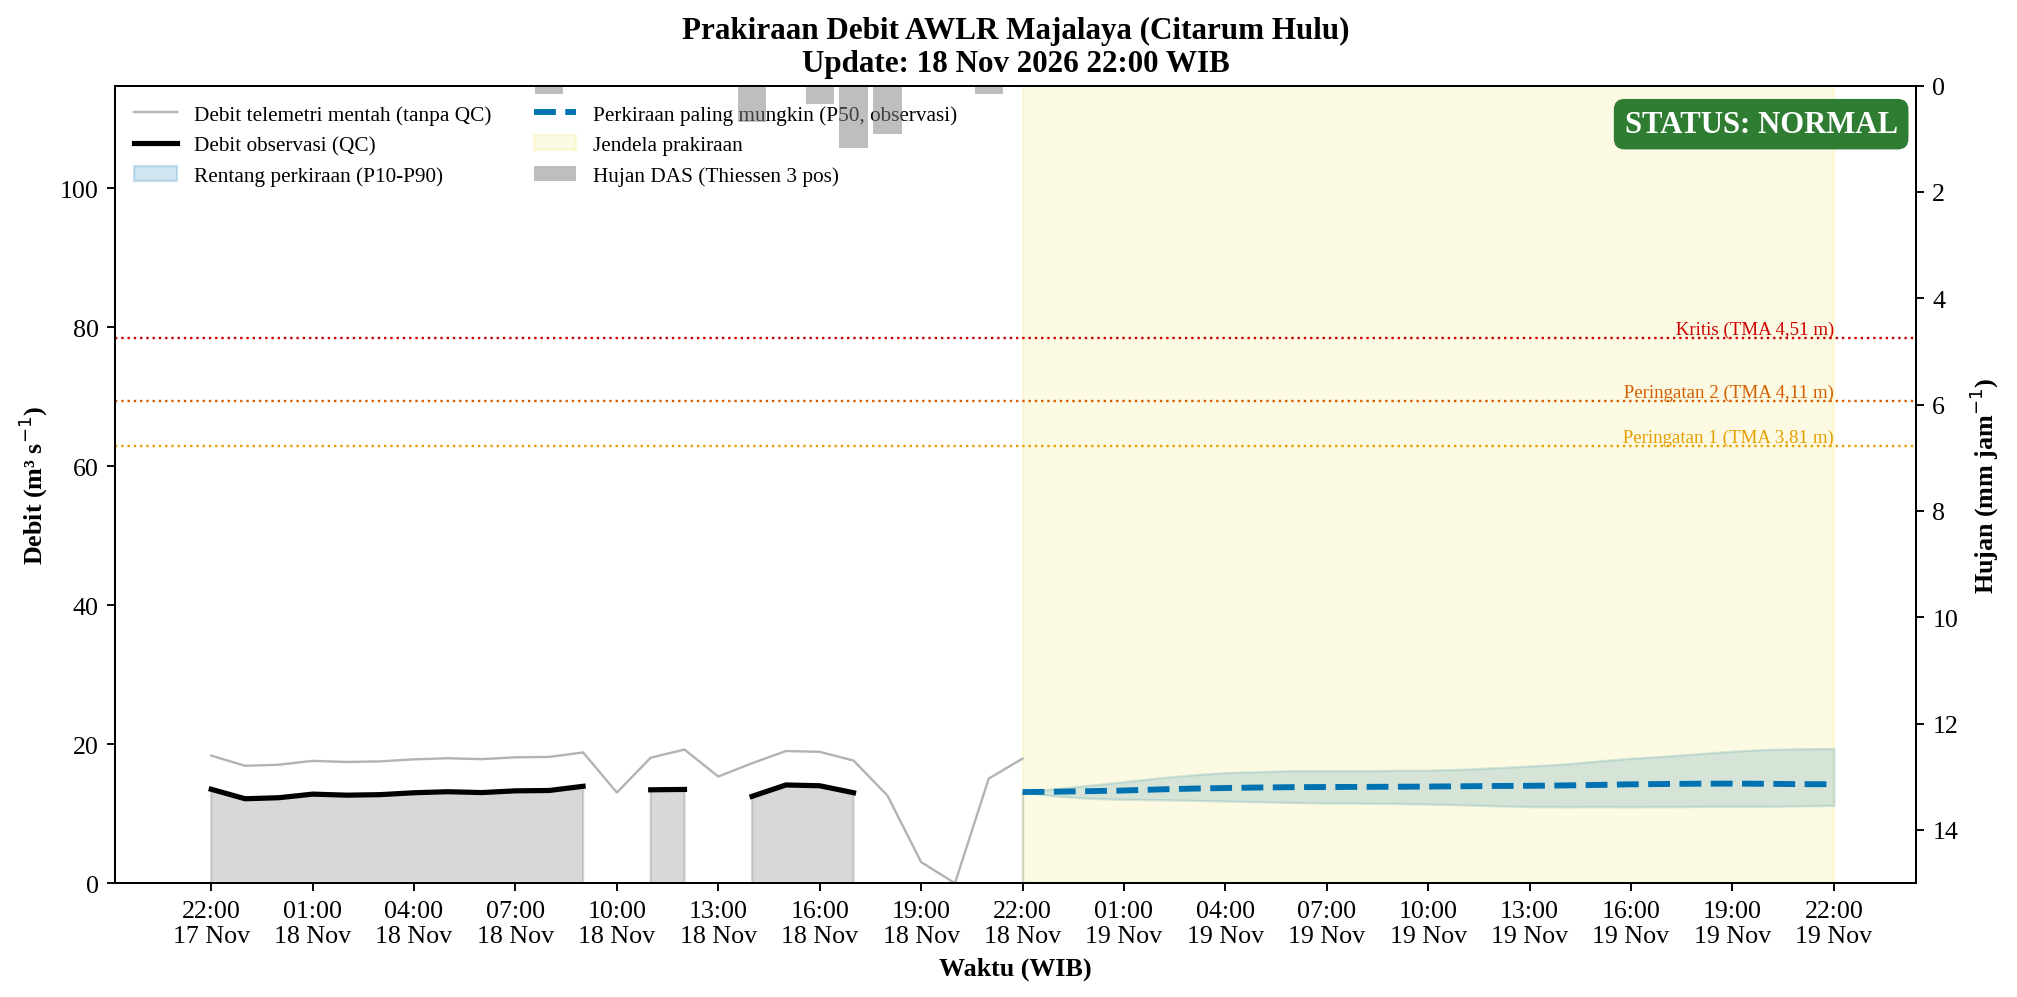 Prakiraan Debit AWLR Majalaya (Citarum Hulu)
Update: 18 Nov 2026 22:00 WIB
Debit telemetri mentah (tanpa QC)
Debit observasi (QC)
Rentang perkiraan (P10-P90)
Perkiraan paling mungkin (P50, observasi)
Jendela prakiraan
Hujan DAS (Thiessen 3 pos)
STATUS: NORMAL
Kritis (TMA 4,51 m)
Peringatan 2 (TMA 4,11 m)
Peringatan 1 (TMA 3,81 m)
Debit (m³ s⁻¹)
100
80
60
40
20
0
Hujan (mm jam⁻¹)
0
2
4
6
8
10
12
14
22:00 01:00 04:00 07:00 10:00 13:00 16:00 19:00 22:00 01:00 04:00 07:00 10:00 13:00 16:00 19:00 22:00
17 Nov 18 Nov 18 Nov 18 Nov 18 Nov 18 Nov 18 Nov 18 Nov 18 Nov 19 Nov 19 Nov 19 Nov 19 Nov 19 Nov 19 Nov 19 Nov 19 Nov
Waktu (WIB)